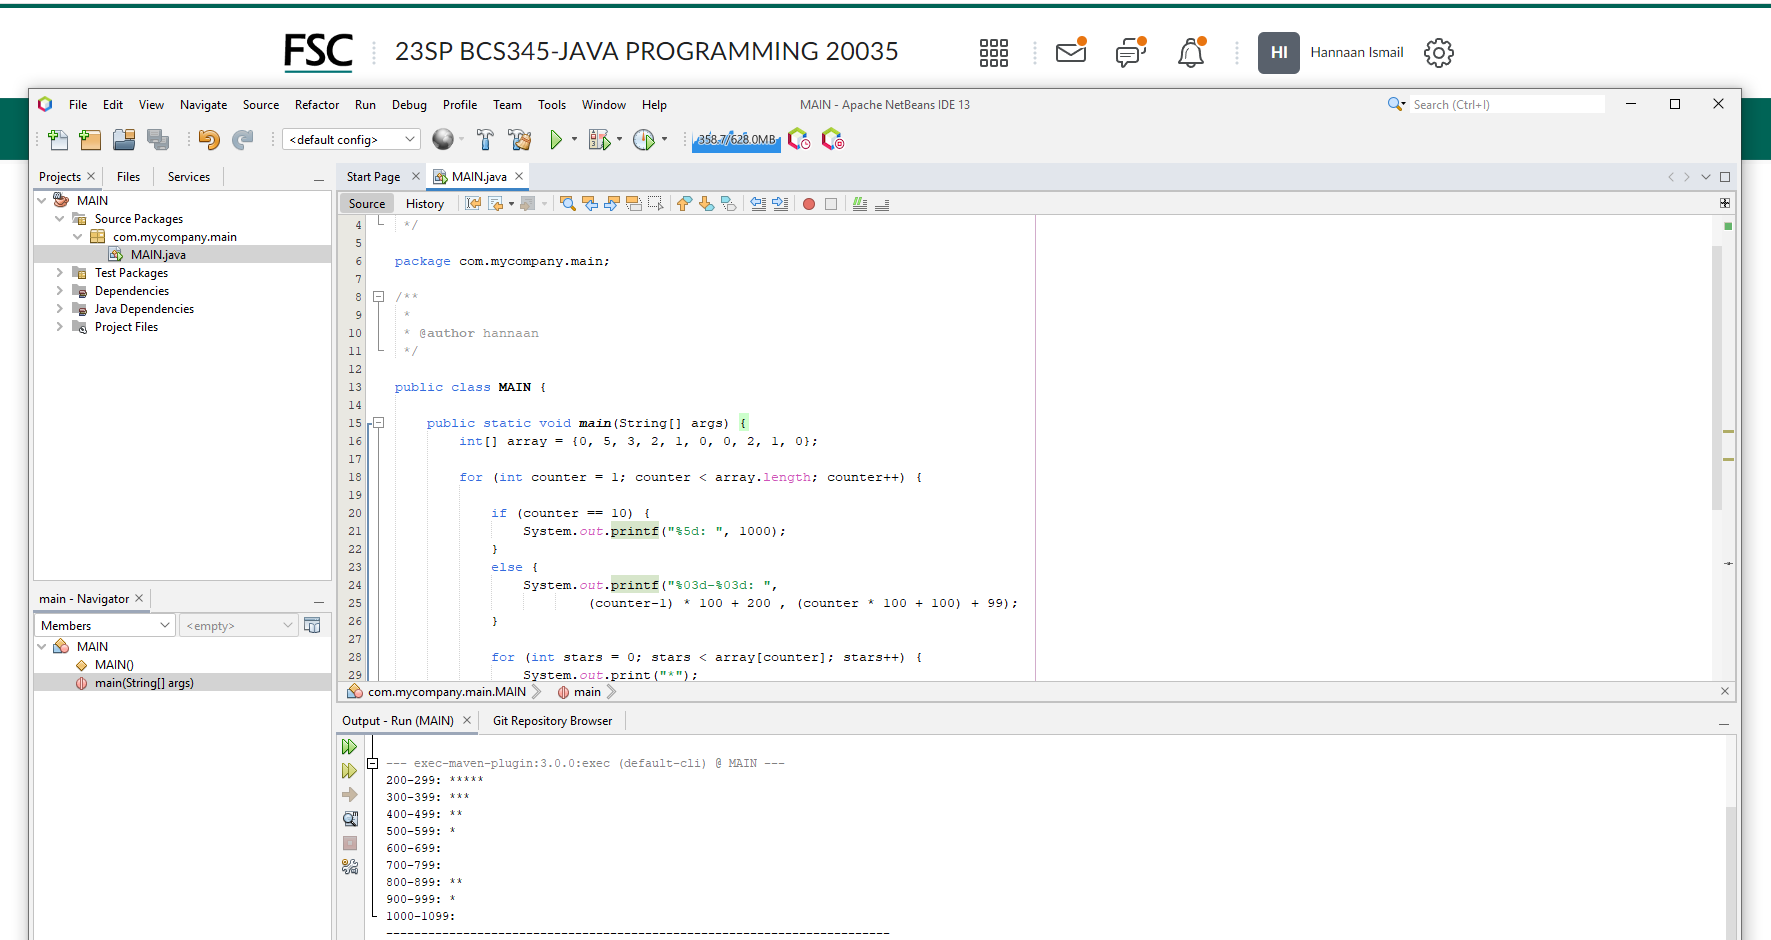 FSC 23SP BCS345-JAVA PROGRAMMING 20035 HI Hannaan Ismail
File Edit View Navigate Source Refactor Run Debug Profile Team Tools Window Help MAIN - Apache NetBeans IDE 13 Search (Ctrl+I)
<default config> 358.7/628.0MB
Projects Files Services Start Page MAIN.java
MAIN
Source Packages
com.mycompany.main
MAIN.java
Test Packages
Dependencies
Java Dependencies
Project Files
Source History
4 */
5
6 package com.mycompany.main;
7
8 /**
9 *
10 * @author hannaan
11 */
12
13 public class MAIN {
14
15 public static void main(String[] args) {
16 int[] array = {0, 5, 3, 2, 1, 0, 0, 2, 1, 0};
17
18 for (int counter = 1; counter < array.length; counter++) {
19
20 if (counter == 10) {
21 System.out.printf("%5d: ", 1000);
22 }
23 else {
24 System.out.printf("%03d-%03d: ",
25 (counter-1) * 100 + 200 , (counter * 100 + 100) + 99);
26 }
27
28 for (int stars = 0; stars < array[counter]; stars++) {
29 System.out.print("*");
com.mycompany.main.MAIN main
main - Navigator
Members <empty>
MAIN
MAIN()
main(String[] args)
Output - Run (MAIN) Git Repository Browser
--- exec-maven-plugin:3.0.0:exec (default-cli) @ MAIN ---
200-299: *****
300-399: ***
400-499: **
500-599: *
600-699:
700-799:
800-899: **
900-999: *
1000-1099:
------------------------------------------------------------------------